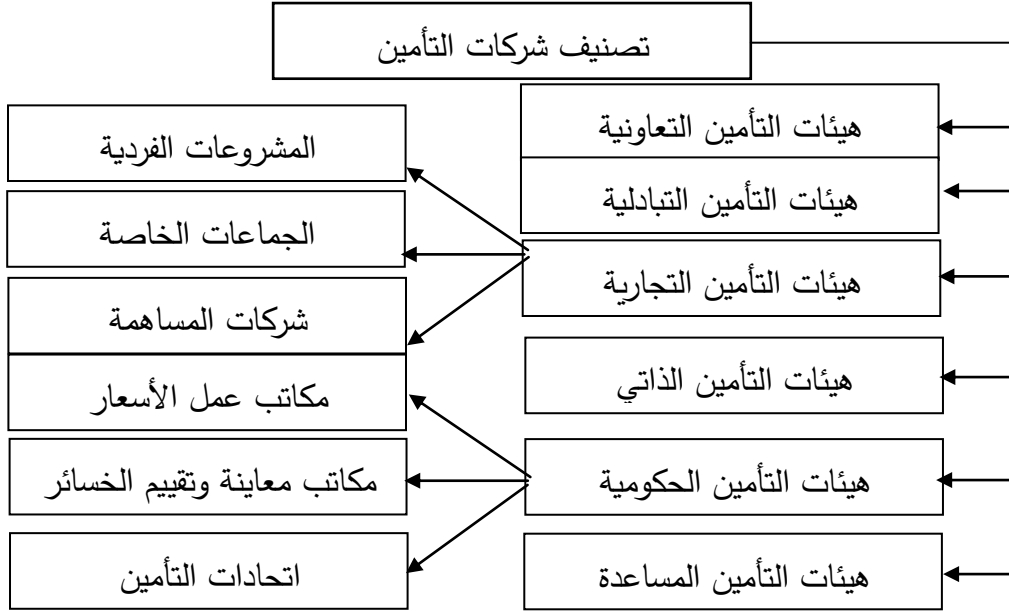 تصنيف شركات التأمين
هيئات التأمين التعاونية
هيئات التأمين التبادلية
هيئات التأمين التجارية
هيئات التأمين الذاتي
هيئات التأمين الحكومية
هيئات التأمين المساعدة
المشروعات الفردية
الجماعات الخاصة
شركات المساهمة
مكاتب عمل الأسعار
مكاتب معاينة وتقييم الخسائر
اتحادات التأمين